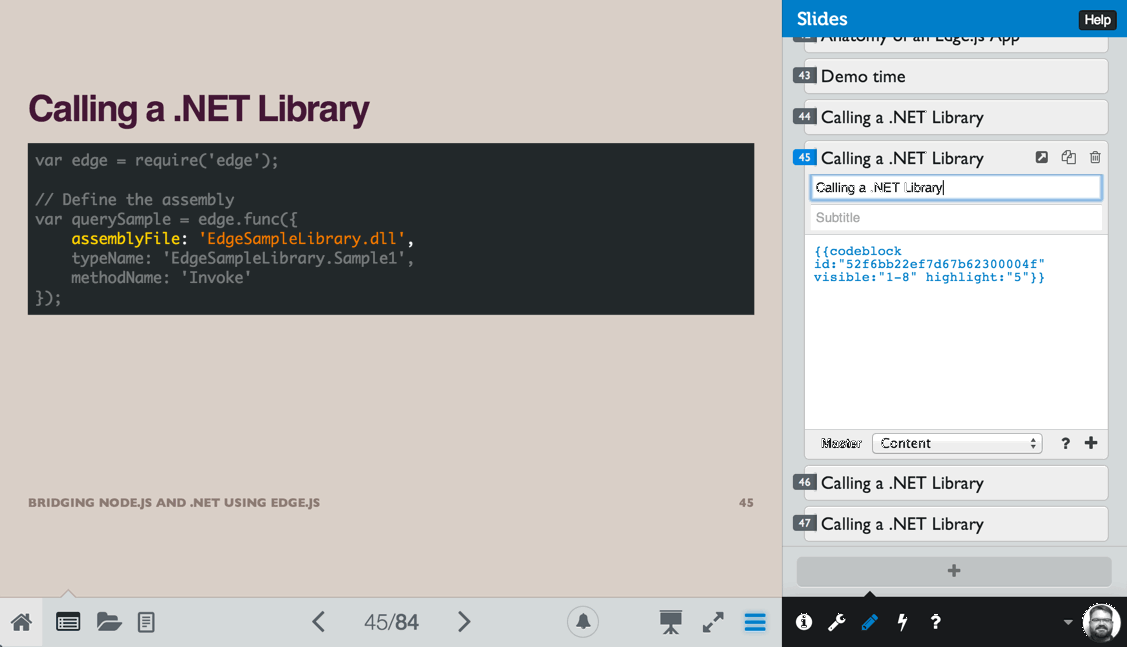 Calling a .NET Library
var edge = require('edge');
// Define the assembly
var querySample = edge.func({
    assemblyFile: 'EdgeSampleLibrary.dll',
    typeName: 'EdgeSampleLibrary.Sample1',
    methodName: 'Invoke'
});
BRIDGING NODE.JS AND .NET USING EDGE.JS
45
45/84
Slides
Help
42 Anatomy of an Edge.js App
43 Demo time
44 Calling a .NET Library
45 Calling a .NET Library
Calling a .NET Library
Subtitle
{{codeblock
id:"52f6bb22ef7d67b62300004f"
visible:"1-8" highlight:"5"}}
Master Content ? +
46 Calling a .NET Library
47 Calling a .NET Library
+
?